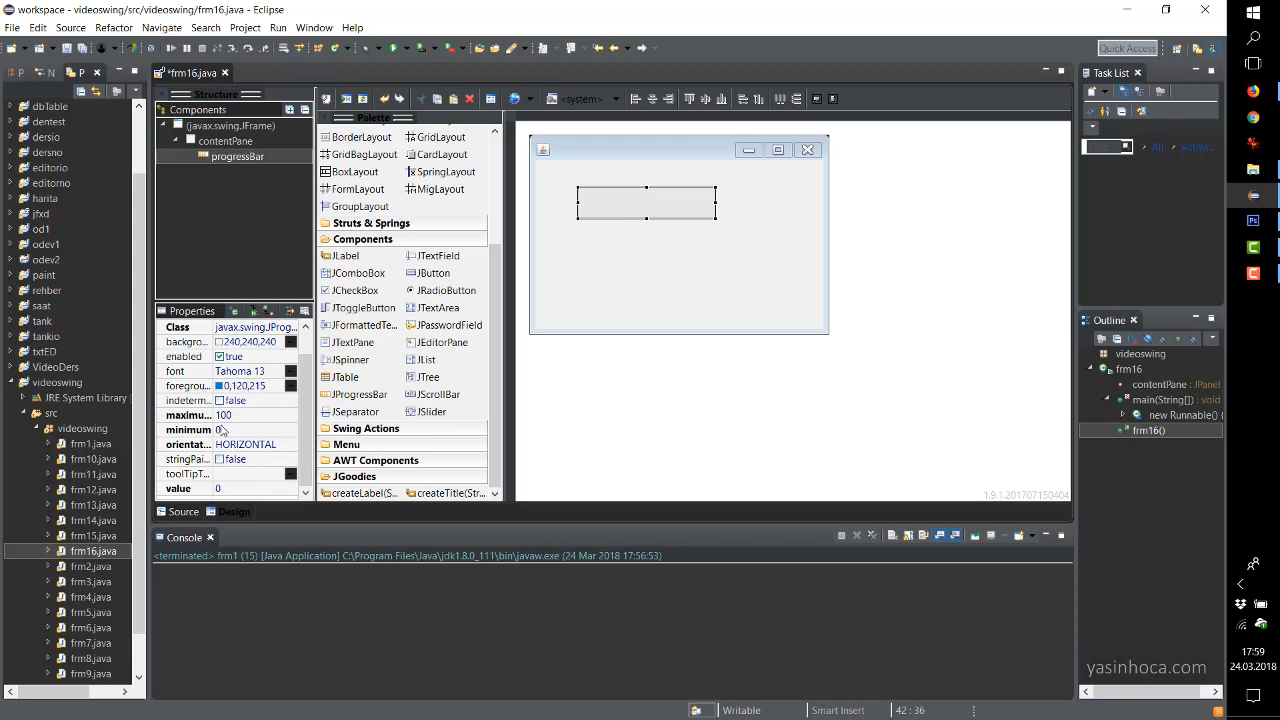 workspace - videoswing/src/videoswing/frm16.java - Eclipse
File Edit Source Refactor Navigate Search Project Run Window Help
Quick Access
P N P
dbTable
dentest
dersio
dersno
editorio
editorno
harita
jfxd
od1
odev1
odev2
paint
rehber
saat
tank
tankio
txtED
VideoDers
videoswing
JRE System Library
src
videoswing
frm1.java
frm10.java
frm11.java
frm12.java
frm13.java
frm14.java
frm15.java
frm16.java
frm2.java
frm3.java
frm4.java
frm5.java
frm6.java
frm7.java
frm8.java
frm9.java
*frm16.java
Structure
Components
(javax.swing.JFrame)
contentPane
progressBar
Properties
Class javax.swing.JProg...
backgro... 240,240,240
enabled true
font Tahoma 13
foregrou... 0,120,215
indeterm... false
maximu... 100
minimum 0
orientat... HORIZONTAL
stringPai... false
toolTipT...
value 0
<system>
Palette
BorderLayout GridLayout
GridBagLayout CardLayout
BoxLayout SpringLayout
FormLayout MigLayout
GroupLayout
Struts & Springs
Components
JLabel JTextField
JComboBox JButton
JCheckBox JRadioButton
JToggleButton JTextArea
JFormattedTe... JPasswordField
JTextPane JEditorPane
JSpinner JList
JTable JTree
JProgressBar JScrollBar
JSeparator JSlider
Swing Actions
Menu
AWT Components
JGoodies
createLabel(S... createTitle(Str...
1.9.1.201707150404
Source Design
Console
<terminated> frm1 (15) [Java Application] C:\Program Files\Java\jdk1.8.0_111\bin\javaw.exe (24 Mar 2018 17:56:53)
Task List
All Activa...
Outline
videoswing
frm16
contentPane : JPanel
main(String[]) : void
new Runnable() {
frm16()
yasinhoca.com
Writable Smart Insert 42 : 36
Ps
17:59
24.03.2018